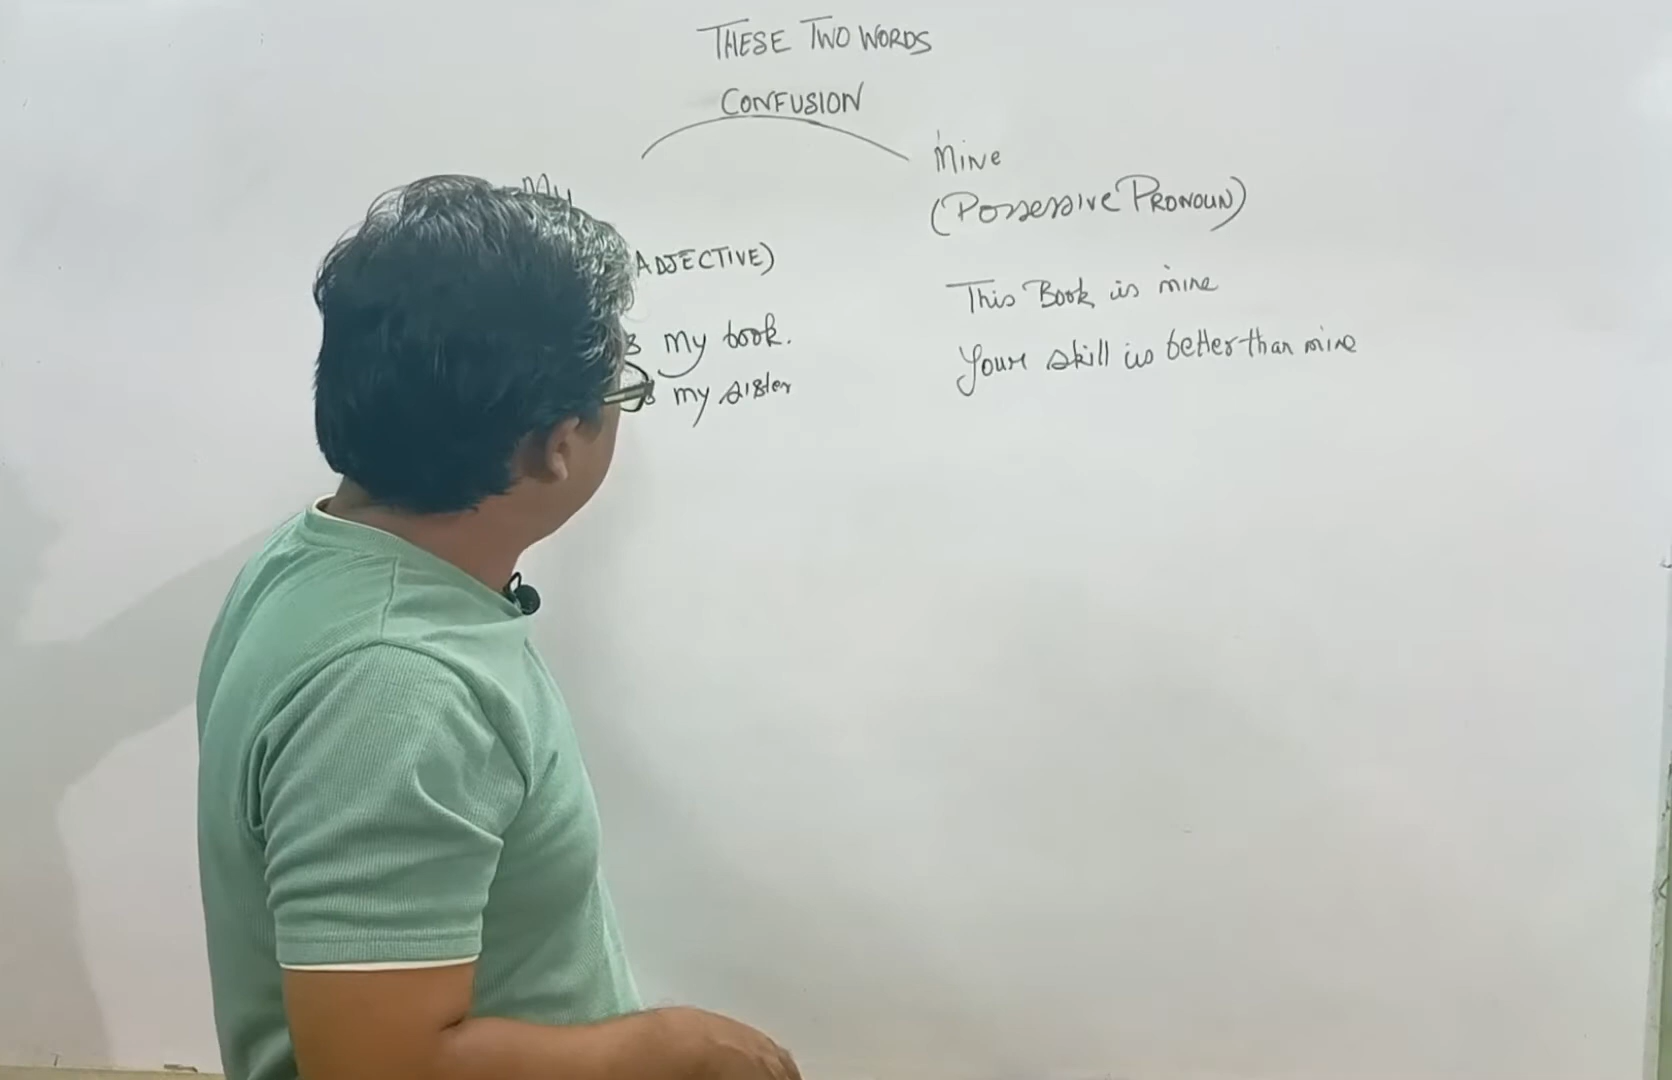 THESE TWO WORDS
CONFUSION
My
ADJECTIVE)
my book.
my sister
Mine
(Possessive PRONOUN)
This Book is mine
Your skill is better than mine